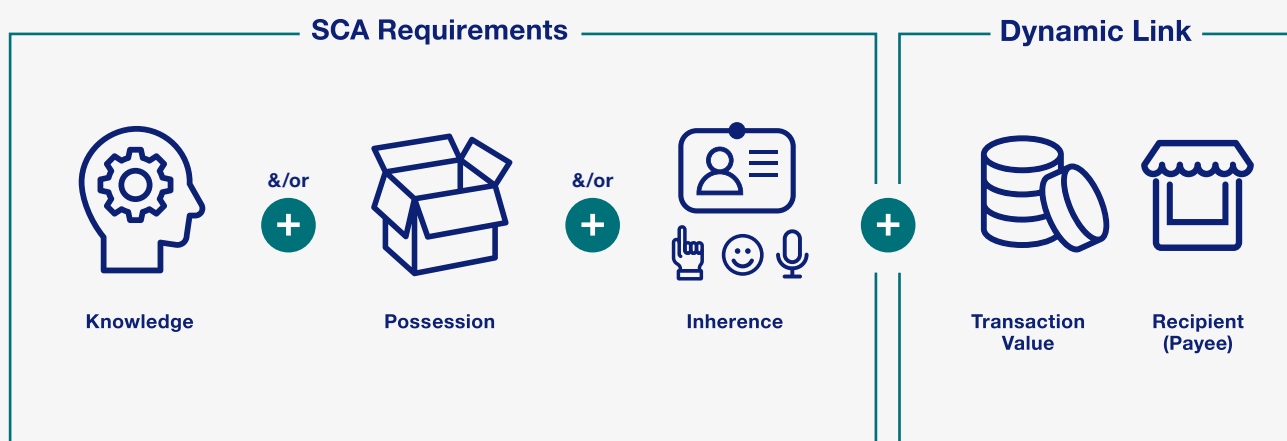 SCA Requirements
Dynamic Link
&/or
&/or
Knowledge
Possession
Inherence
Transaction
Value
Recipient
(Payee)